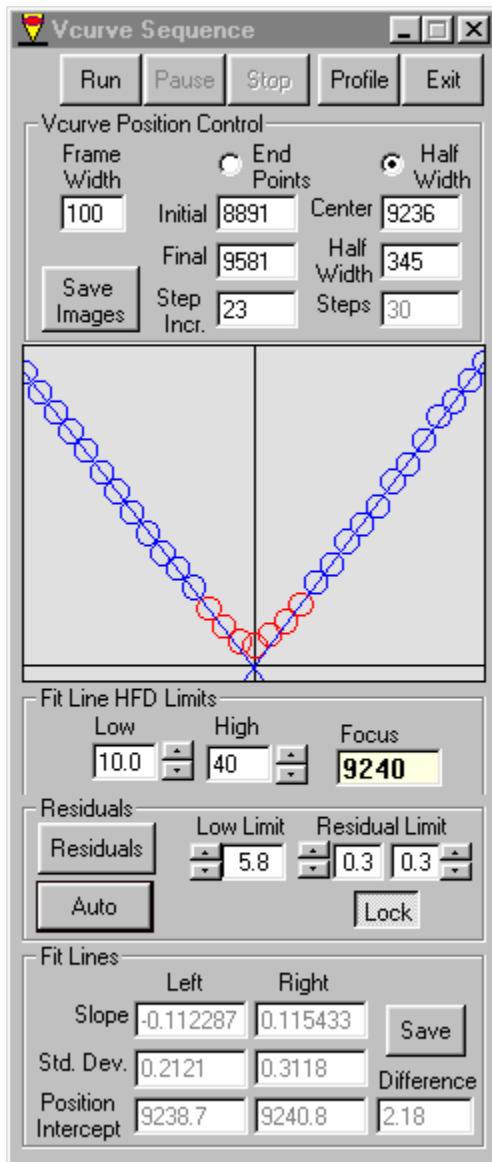 Vcurve Sequence
Run Pause Stop Profile Exit
Vcurve Position Control
Frame Width
End Points
Half Width
100
Initial 8891
Center 9236
Final 9581
Half Width 345
Save Images
Step Incr. 23
Steps 30
Fit Line HFD Limits
Low High Focus
10.0 40 9240
Residuals
Residuals
Low Limit Residual Limit
5.8 0.3 0.3
Auto
Lock
Fit Lines
Left Right
Slope -0.112287 0.115433
Save
Std. Dev. 0.2121 0.3118
Difference
Position Intercept 9238.7 9240.8 2.18